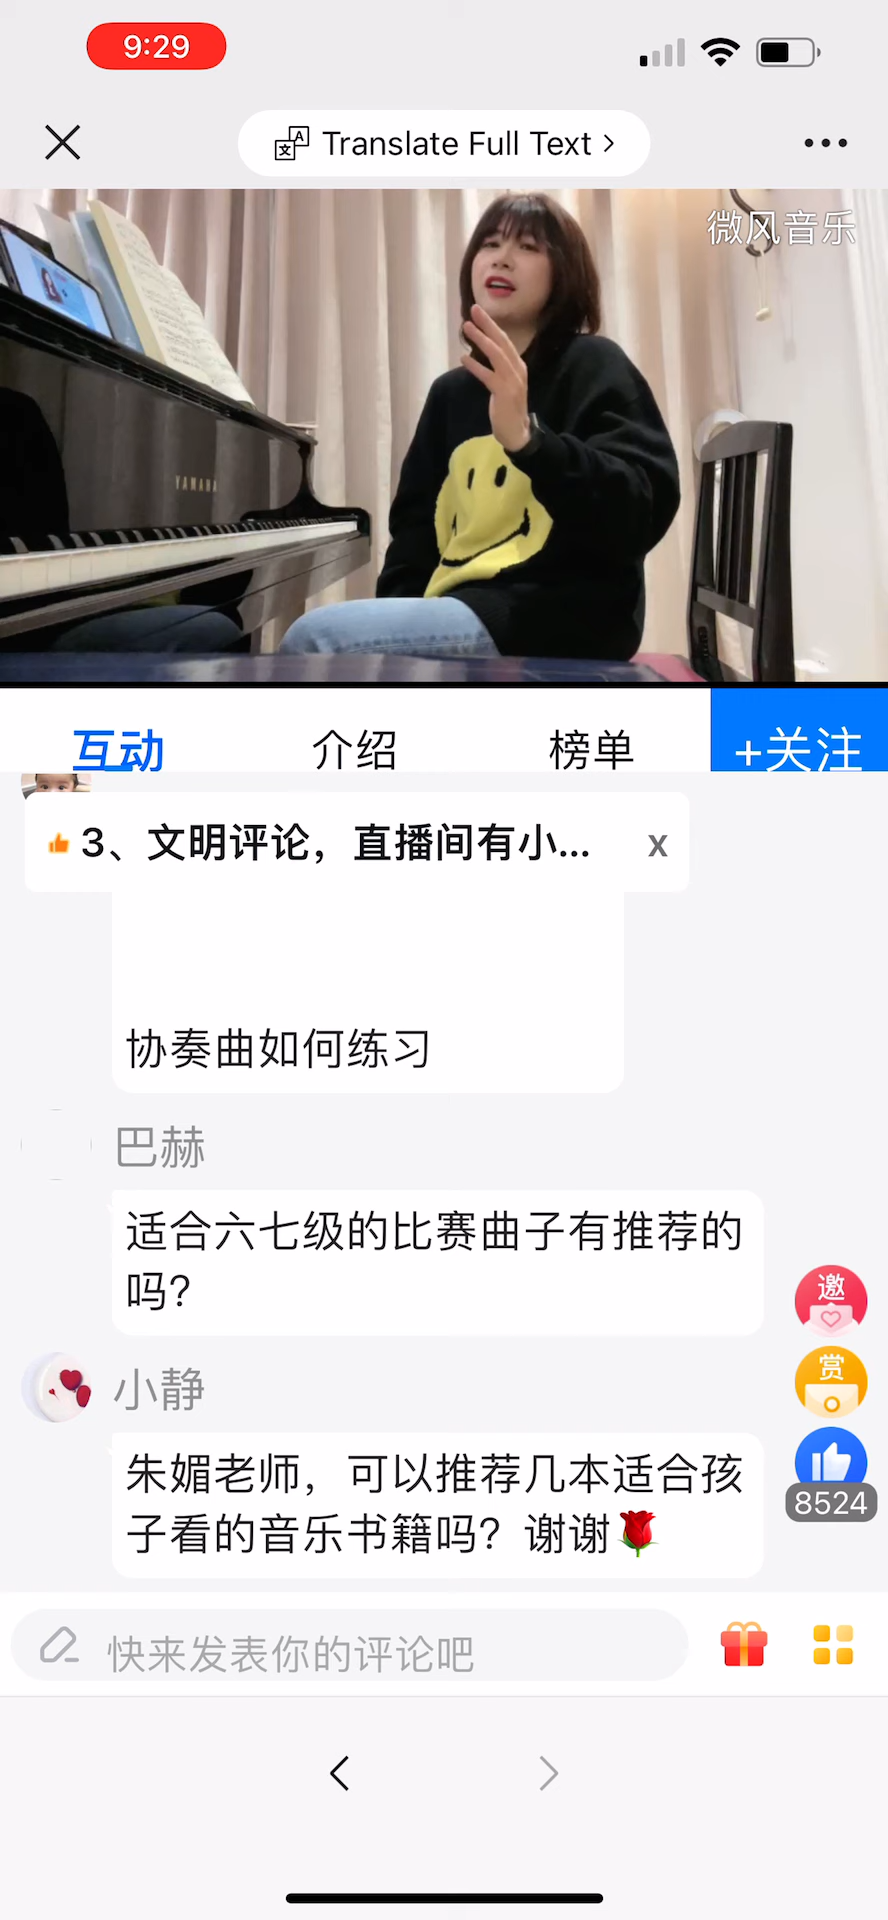 9:29
Translate Full Text >
微风音乐
YAMAHA
互动
介绍
榜单
+关注
3、文明评论，直播间有小...
x
协奏曲如何练习
巴赫
适合六七级的比赛曲子有推荐的
吗？
邀
赏
小静
朱媚老师，可以推荐几本适合孩
子看的音乐书籍吗？谢谢🌹
8524
快来发表你的评论吧